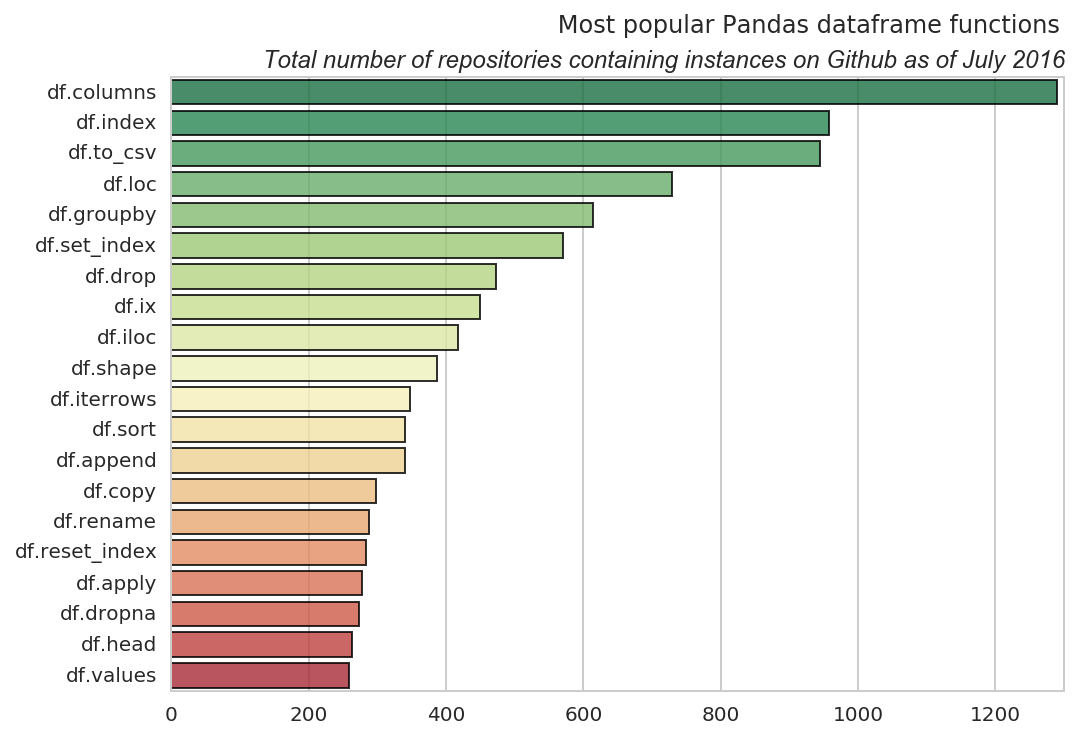 Most popular Pandas dataframe functions
Total number of repositories containing instances on Github as of July 2016
df.columns
df.index
df.to_csv
df.loc
df.groupby
df.set_index
df.drop
df.ix
df.iloc
df.shape
df.iterrows
df.sort
df.append
df.copy
df.rename
df.reset_index
df.apply
df.dropna
df.head
df.values
0 200 400 600 800 1000 1200